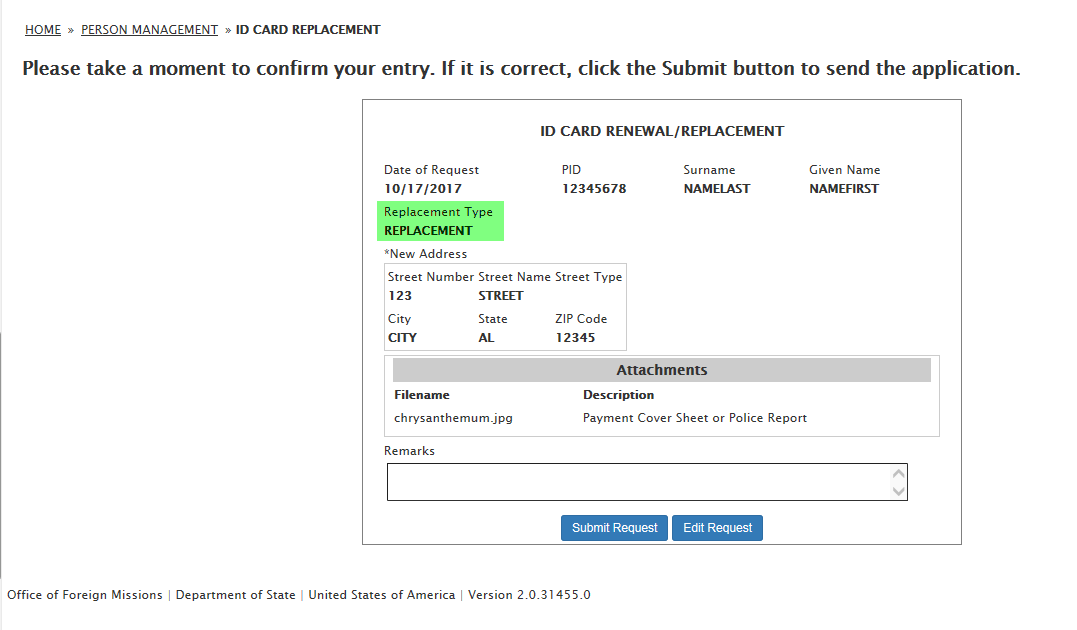 HOME » PERSON MANAGEMENT » ID CARD REPLACEMENT
Please take a moment to confirm your entry. If it is correct, click the Submit button to send the application.
ID CARD RENEWAL/REPLACEMENT
Date of Request PID Surname Given Name
10/17/2017 12345678 NAMELAST NAMEFIRST
Replacement Type
REPLACEMENT
*New Address
Street Number Street Name Street Type
123 STREET
City State ZIP Code
CITY AL 12345
Attachments
Filename Description
chrysanthemum.jpg Payment Cover Sheet or Police Report
Remarks
Submit Request Edit Request
Office of Foreign Missions | Department of State | United States of America | Version 2.0.31455.0